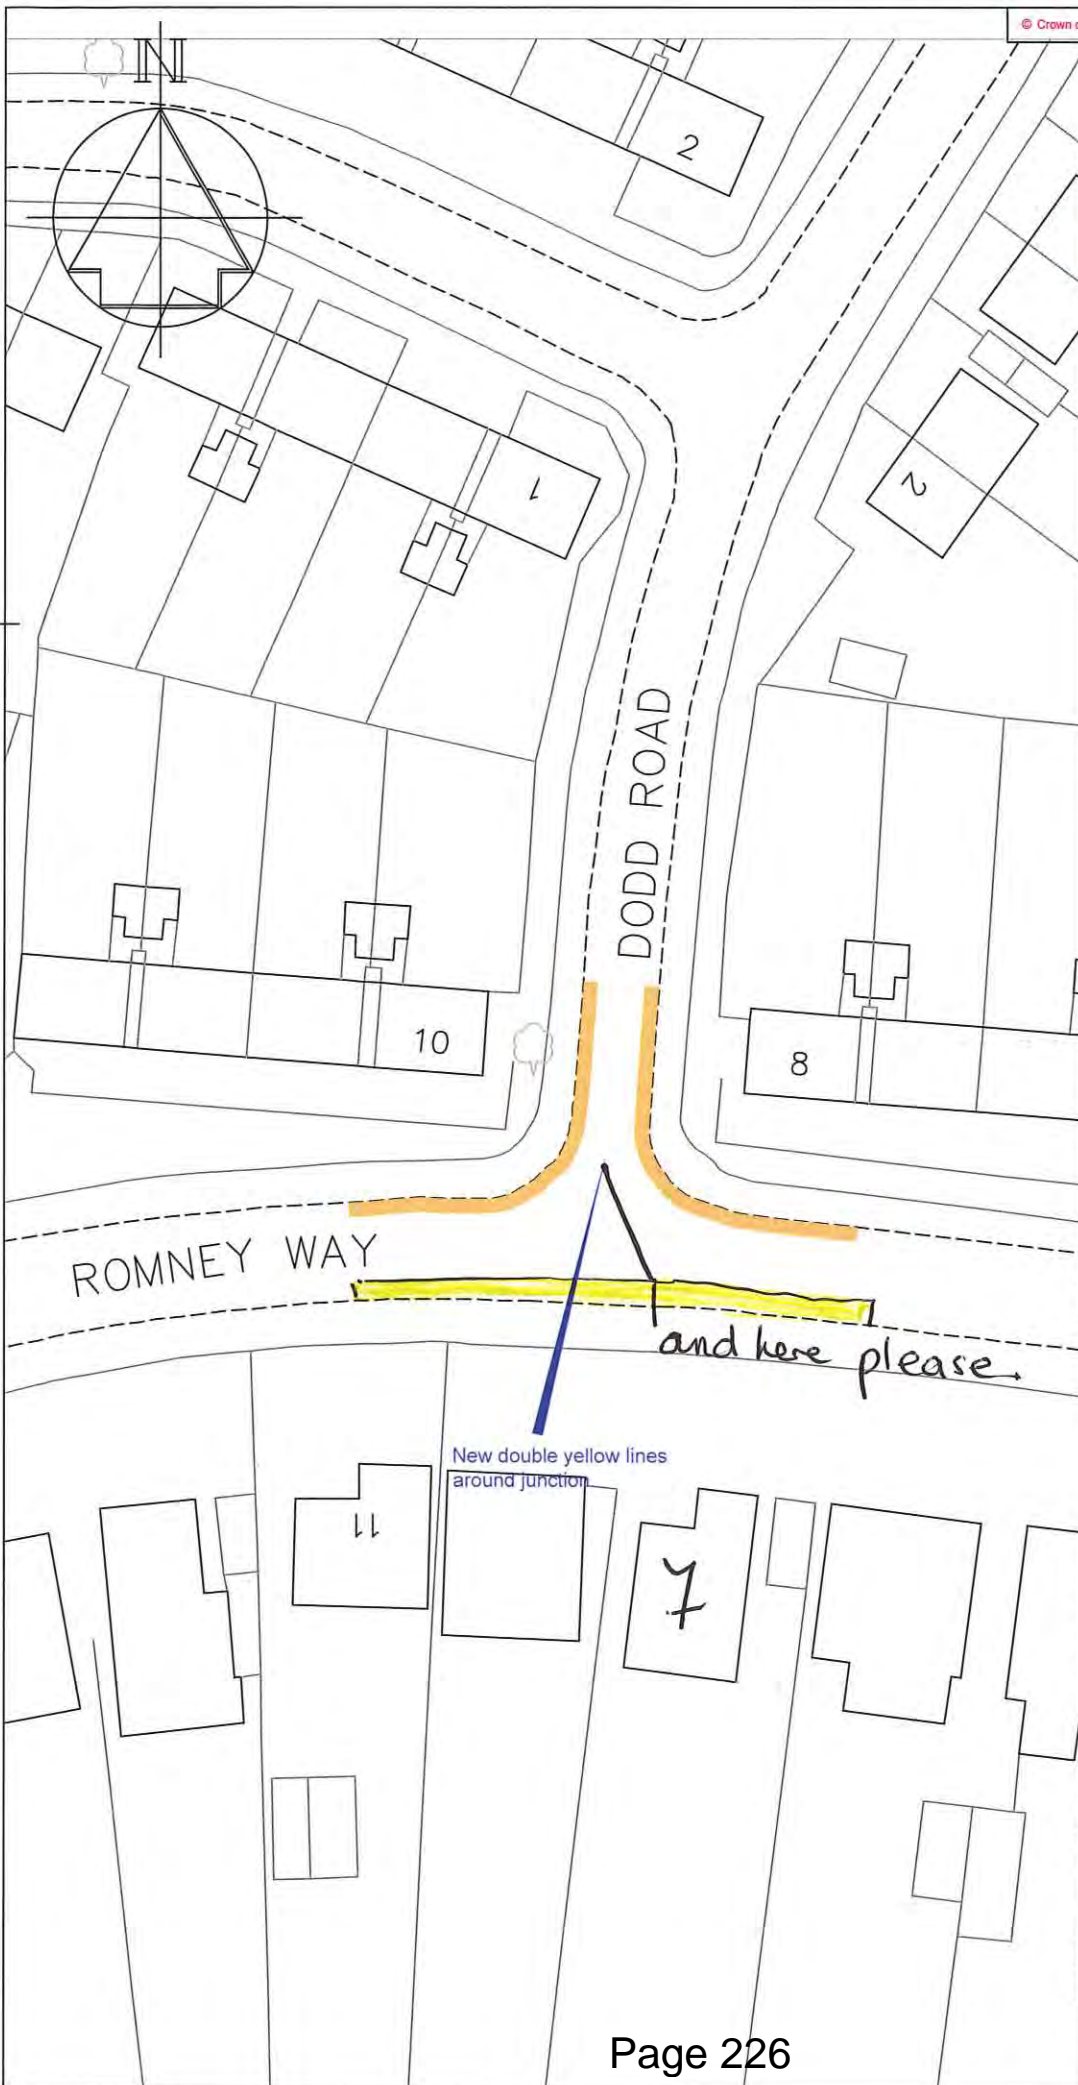 © Crown
N
2
1
2
DODD ROAD
10
8
ROMNEY WAY
and here please.
New double yellow lines
around junction
11
7
Page 226